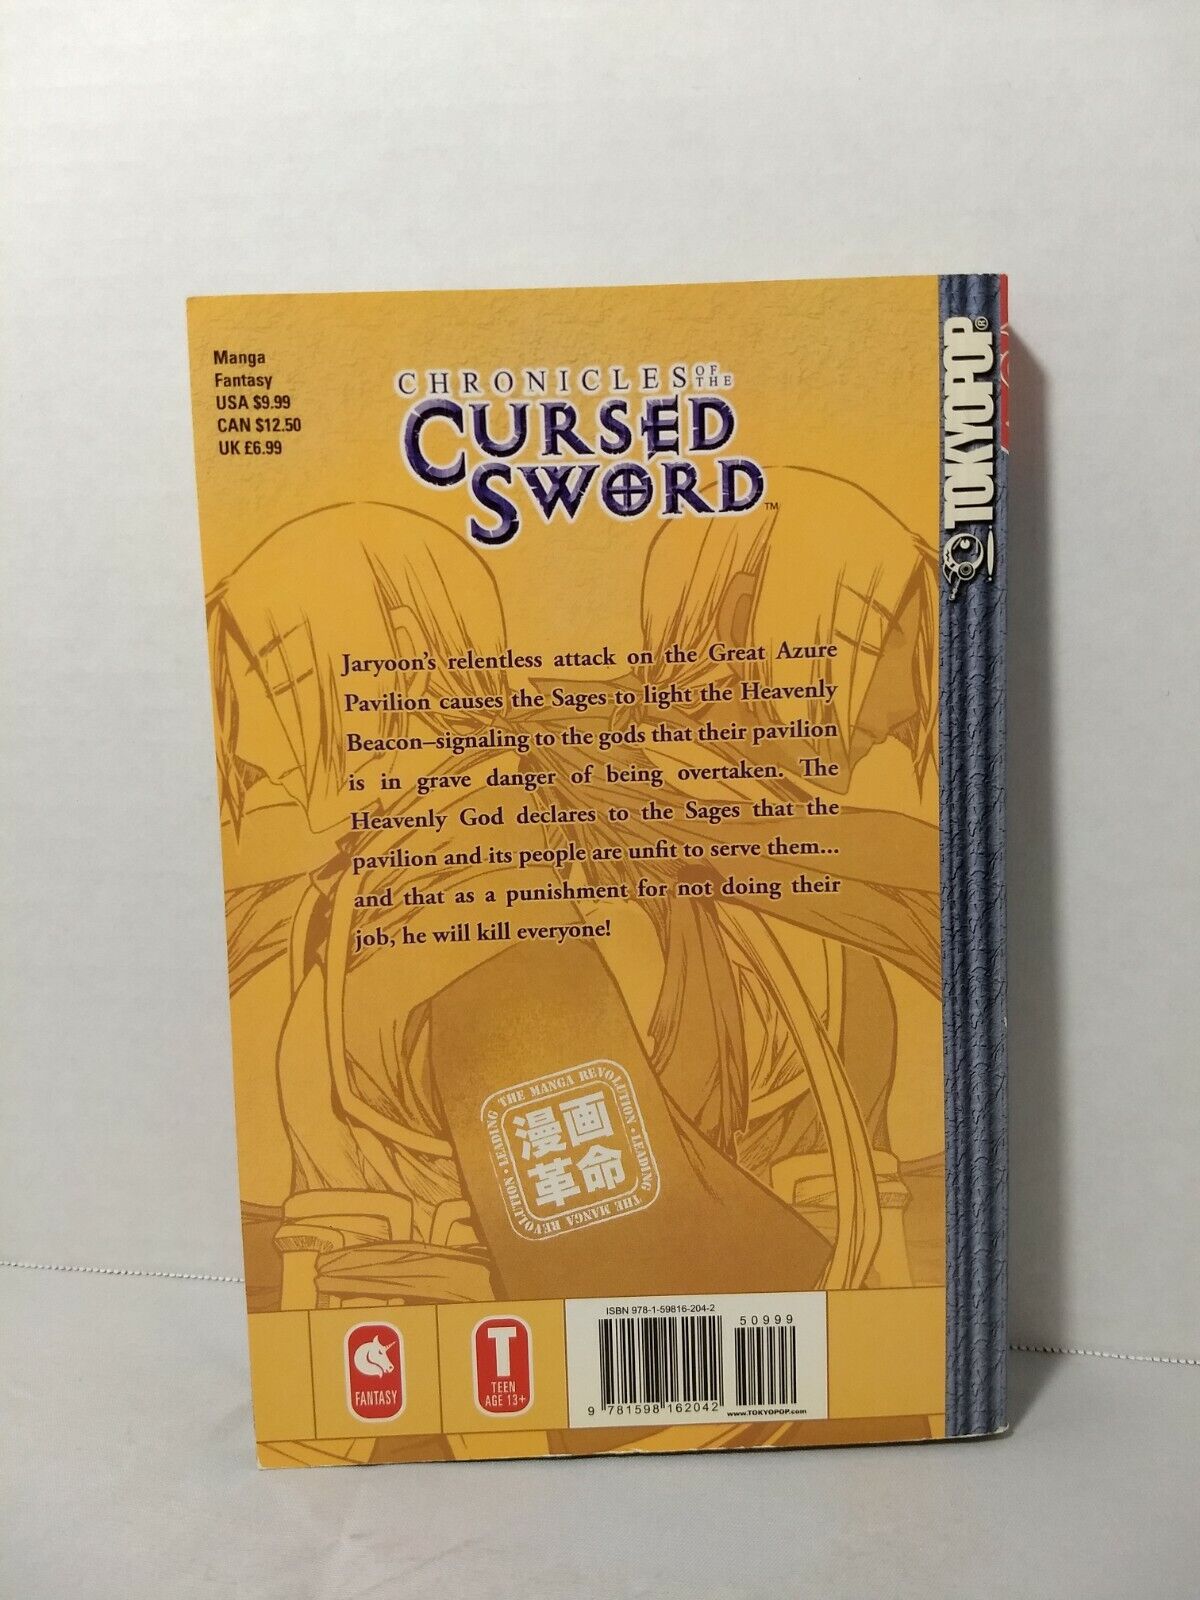 Manga
Fantasy
USA $9.99
CAN $12.50
UK £6.99
CHRONICLES OF THE
CURSED
SWORD™
TOKYOPOP®
Jaryoon's relentless attack on the Great Azure
Pavilion causes the Sages to light the Heavenly
Beacon–signaling to the gods that their pavilion
is in grave danger of being overtaken. The
Heavenly God declares to the Sages that the
pavilion and its people are unfit to serve them...
and that as a punishment for not doing their
job, he will kill everyone!
LEADING THE MANGA REVOLUTION · LEADING THE MANGA REVOLUTION ·
漫画
革命
FANTASY
T
TEEN
AGE 13+
ISBN 978-1-59816-204-2
50999
9 781598 162042
www.TOKYOPOP.com